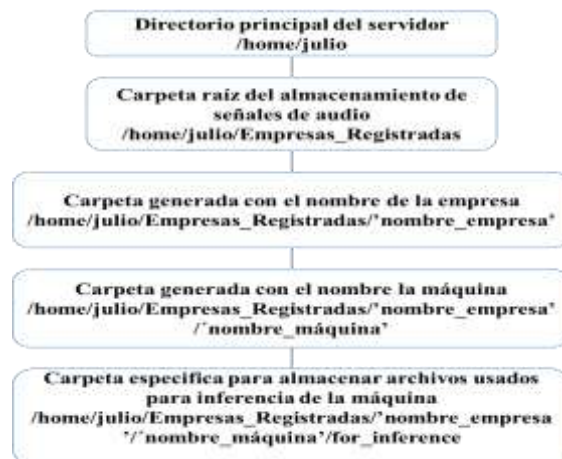 Directorio principal del servidor
/home/julio
Carpeta raíz del almacenamiento de
señales de audio
/home/julio/Empresas_Registradas
Carpeta generada con el nombre de la empresa
/home/julio/Empresas_Registradas/’nombre_empresa’
Carpeta generada con el nombre la máquina
/home/julio/Empresas_Registradas/’nombre_empresa’
/´nombre_máquina’
Carpeta especifica para almacenar archivos usados
para inferencia de la máquina
/home/julio/Empresas_Registradas/’nombre_empresa
’/´nombre_máquina’/for_inference